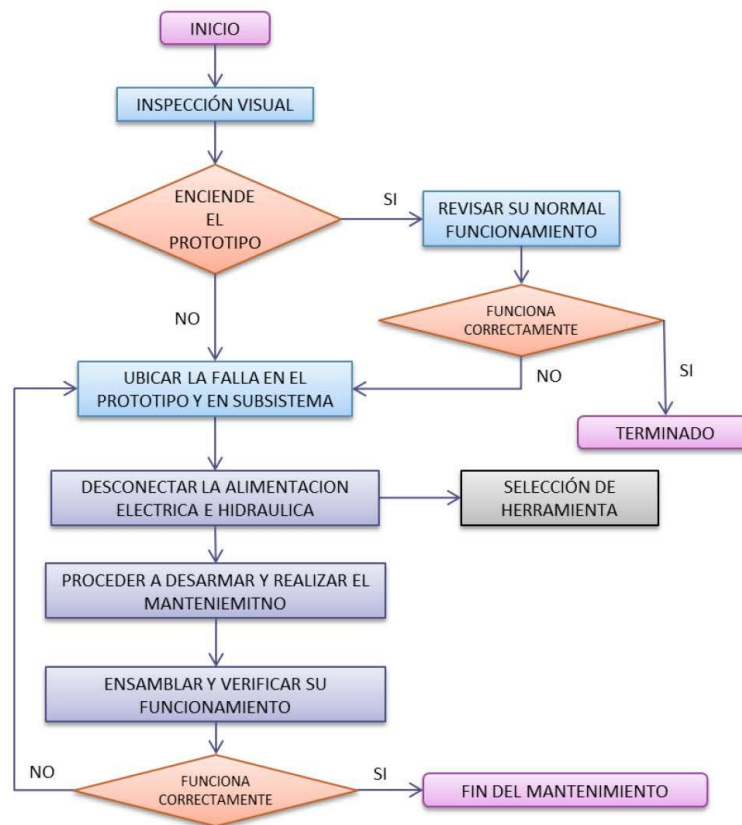 INICIO
INSPECCIÓN VISUAL
ENCIENDE
EL
PROTOTIPO
SI
REVISAR SU NORMAL
FUNCIONAMIENTO
NO
FUNCIONA
CORRECTAMENTE
NO
SI
UBICAR LA FALLA EN EL
PROTOTIPO Y EN SUBSISTEMA
TERMINADO
DESCONECTAR LA ALIMENTACION
ELECTRICA E HIDRAULICA
SELECCIÓN DE
HERRAMIENTA
PROCEDER A DESARMAR Y REALIZAR EL
MANTENIEMITNO
ENSAMBLAR Y VERIFICAR SU
FUNCIONAMIENTO
NO
FUNCIONA
CORRECTAMENTE
SI
FIN DEL MANTENIMIENTO